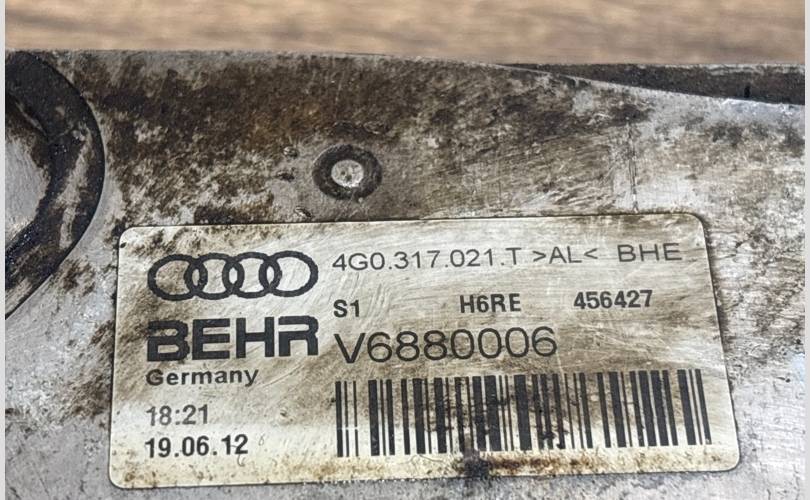 4G0.317.021.T >AL< BHE
S1 H6RE 456427
BEHR V6880006
Germany
18:21
19.06.12